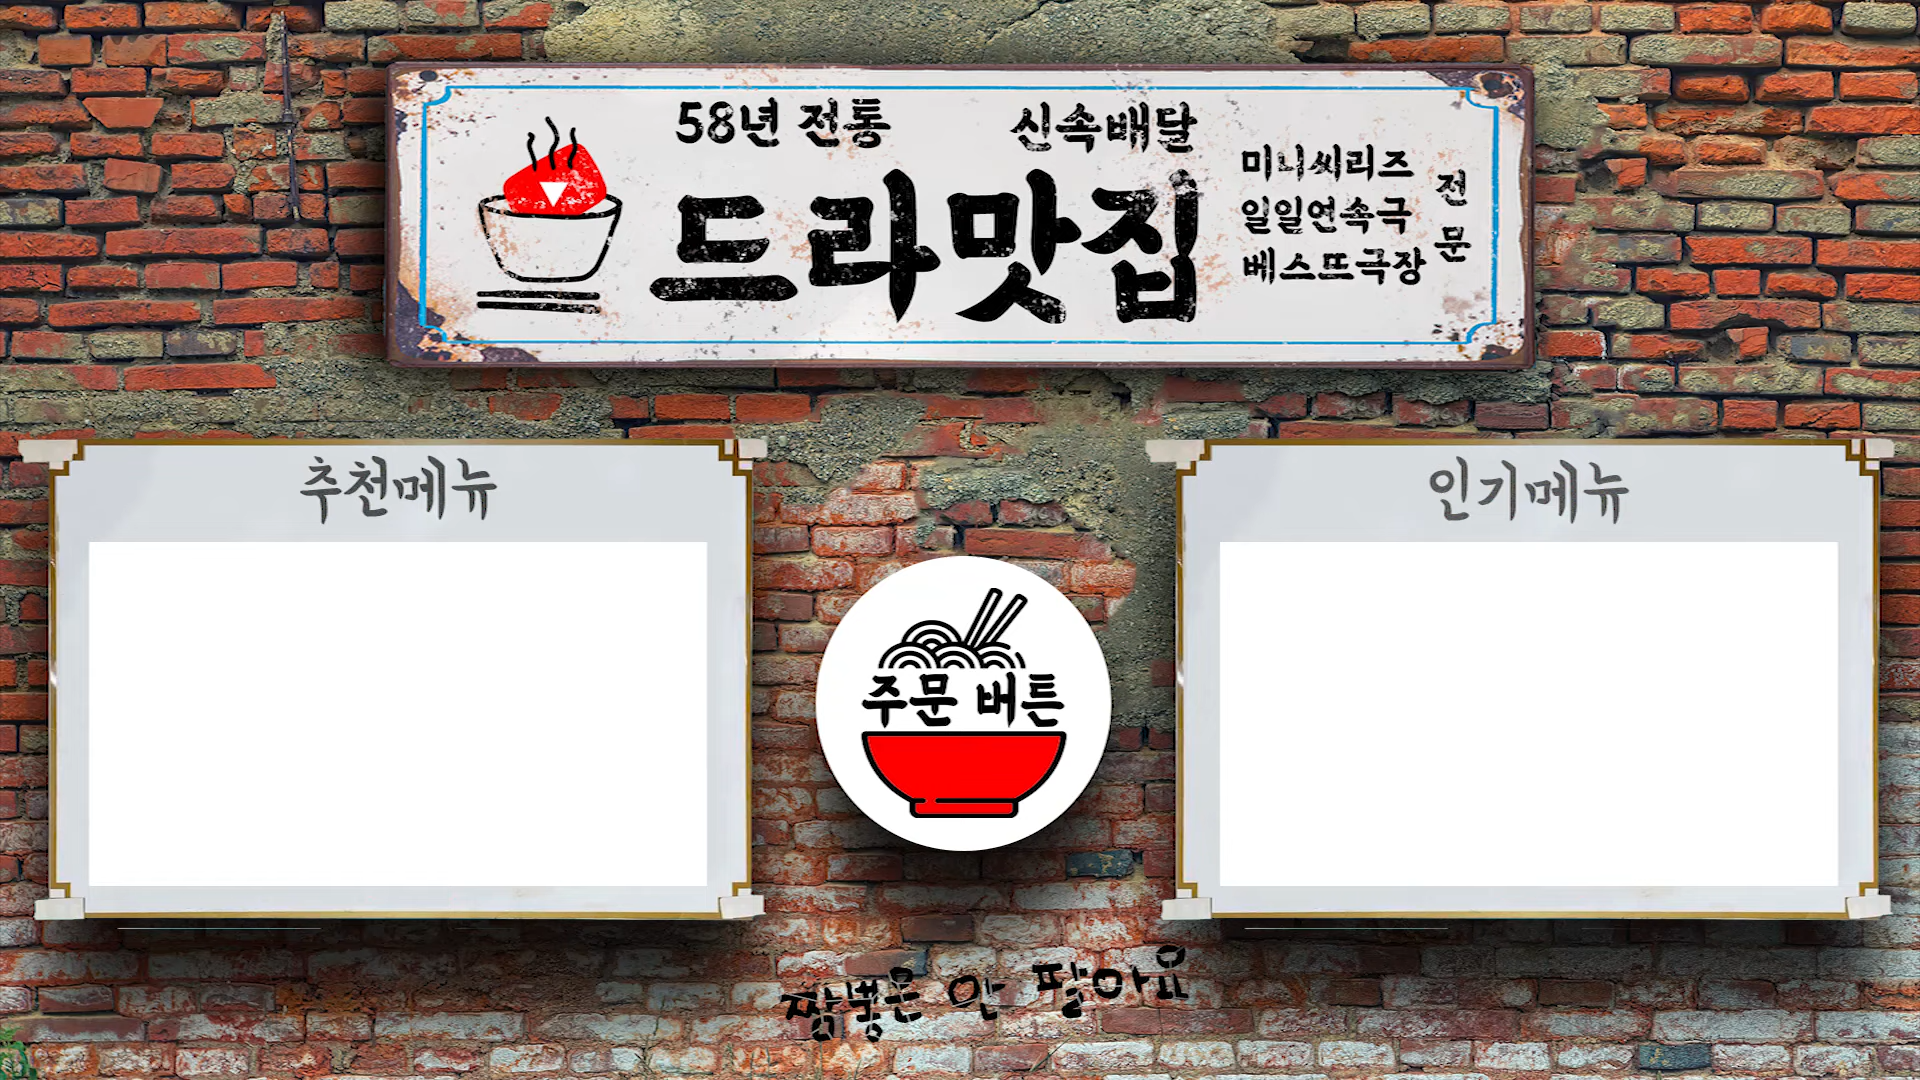 58년 전통 신속배달
드라맛집
미니씨리즈
일일연속극
베스뜨극장
전문
추천메뉴
인기메뉴
주문 버튼
짬뽕은 안 팔아요